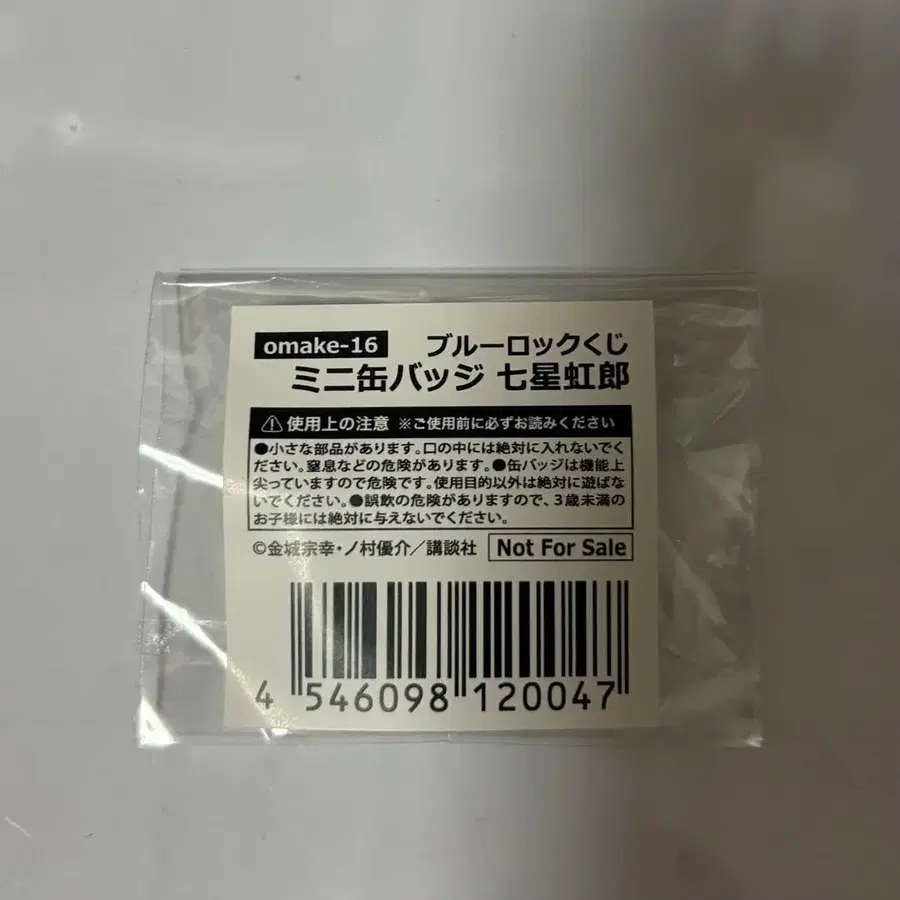 omake-16 ブルーロックくじ
ミニ缶バッジ 七星虹郎
⚠使用上の注意 ※ご使用前に必ずお読みください
●小さな部品があります。口の中には絶対に入れないでく
ださい。窒息などの危険があります。●缶バッジは機能上
尖っていますので危険です。使用目的以外は絶対に遊ばな
いでください。●誤飲の危険がありますので、3歳未満の
お子様には絶対に与えないでください。
©金城宗幸・ノ村優介／講談社 Not For Sale
4 546098 120047